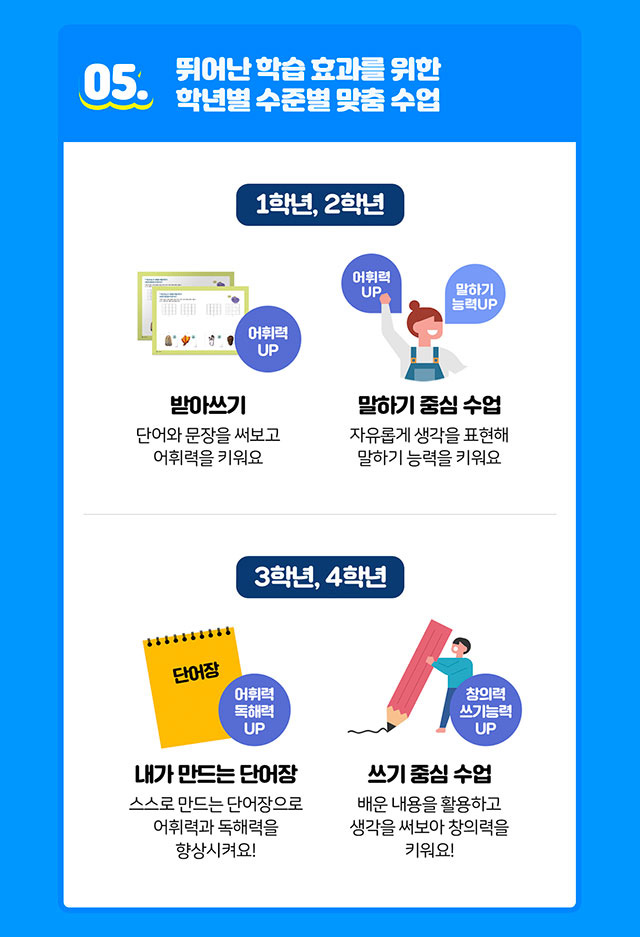 05.
뛰어난 학습 효과를 위한
학년별 수준별 맞춤 수업
1학년, 2학년
어휘력
UP
어휘력
UP
말하기
능력UP
받아쓰기
단어와 문장을 써보고
어휘력을 키워요
말하기 중심 수업
자유롭게 생각을 표현해
말하기 능력을 키워요
3학년, 4학년
단어장
어휘력
독해력
UP
창의력
쓰기능력
UP
내가 만드는 단어장
스스로 만드는 단어장으로
어휘력과 독해력을
향상시켜요!
쓰기 중심 수업
배운 내용을 활용하고
생각을 써보아 창의력을
키워요!